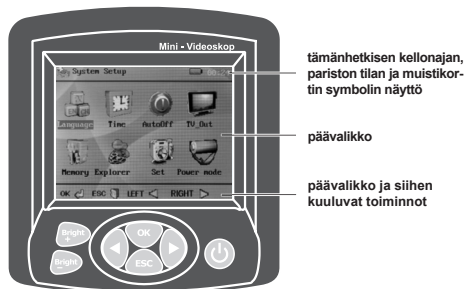 Mini - Videoskop
System Setup
Language Time AutoOff TV_Out
Memory Explorer Set Power mode
OK ESC LEFT RIGHT
Bright
+
Bright
−
OK
ESC
tämänhetkisen kellonajan,
pariston tilan ja muistikor-
tin symbolin näyttö
päävalikko
päävalikko ja siihen
kuuluvat toiminnot